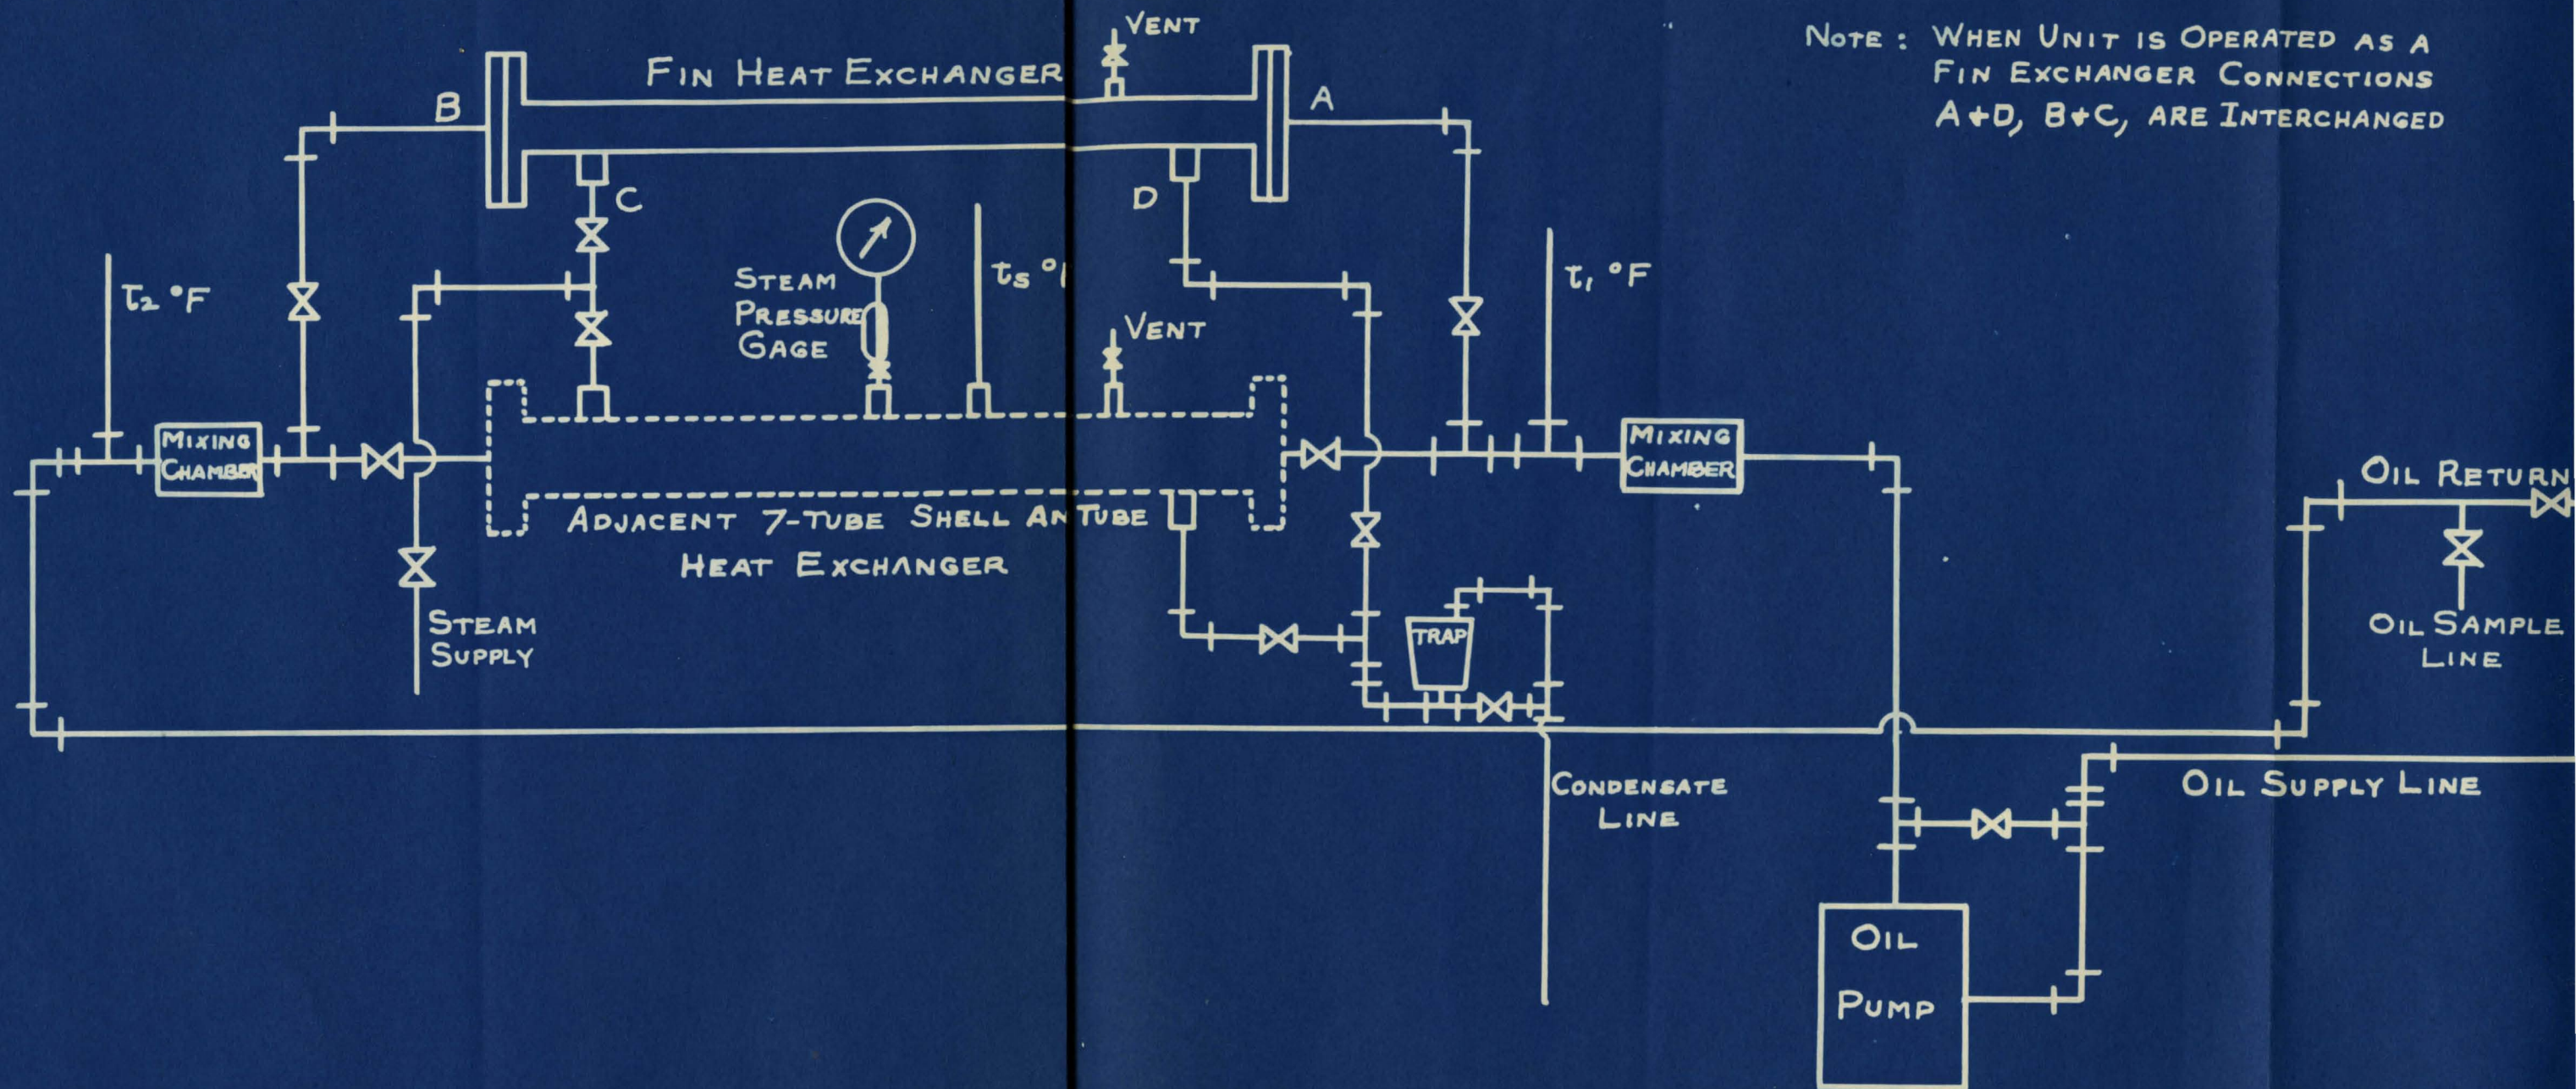 VENT
NOTE: WHEN UNIT IS OPERATED AS A
FIN EXCHANGER CONNECTIONS
A+D, B+C, ARE INTERCHANGED
FIN HEAT EXCHANGER
B
A
C
D
STEAM
PRESSURE
GAGE
ts °
t2 °F
t1 °F
VENT
MIXING
CHAMBER
MIXING
CHAMBER
ADJACENT 7-TUBE SHELL AN TUBE
HEAT EXCHANGER
OIL RETURN
STEAM
SUPPLY
TRAP
OIL SAMPLE
LINE
CONDENSATE
LINE
OIL SUPPLY LINE
OIL
PUMP